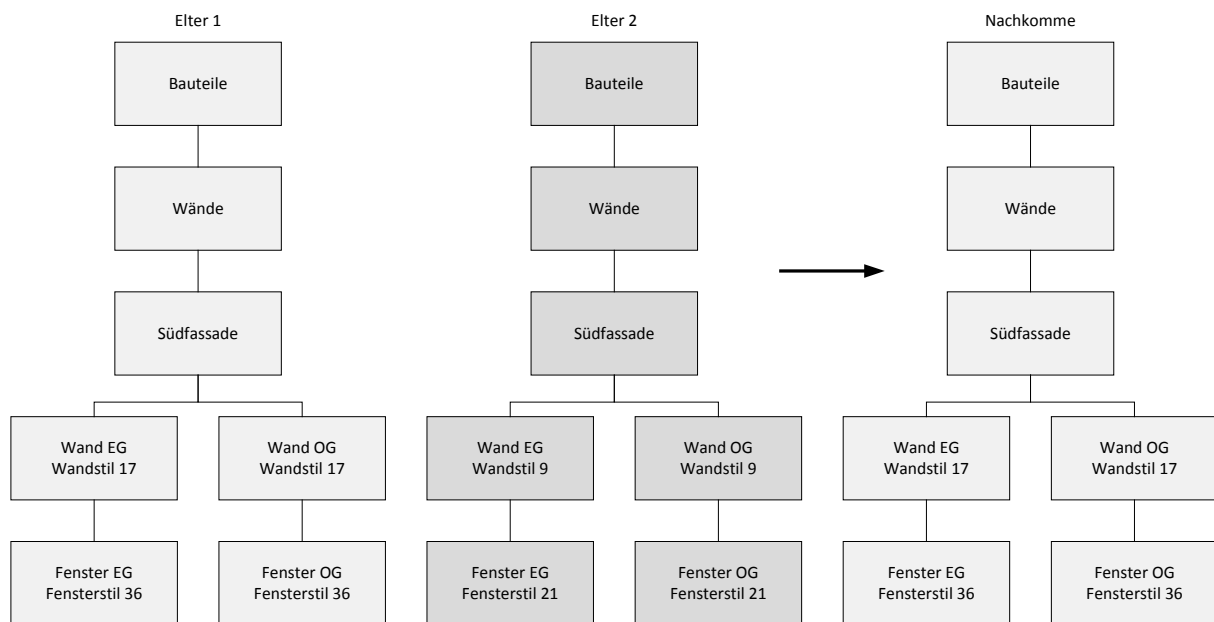 Elter 1
Bauteile
Wände
Südfassade
Wand EG
Wandstil 17
Wand OG
Wandstil 17
Fenster EG
Fensterstil 36
Fenster OG
Fensterstil 36
Elter 2
Bauteile
Wände
Südfassade
Wand EG
Wandstil 9
Wand OG
Wandstil 9
Fenster EG
Fensterstil 21
Fenster OG
Fensterstil 21
Nachkomme
Bauteile
Wände
Südfassade
Wand EG
Wandstil 17
Wand OG
Wandstil 17
Fenster EG
Fensterstil 36
Fenster OG
Fensterstil 36